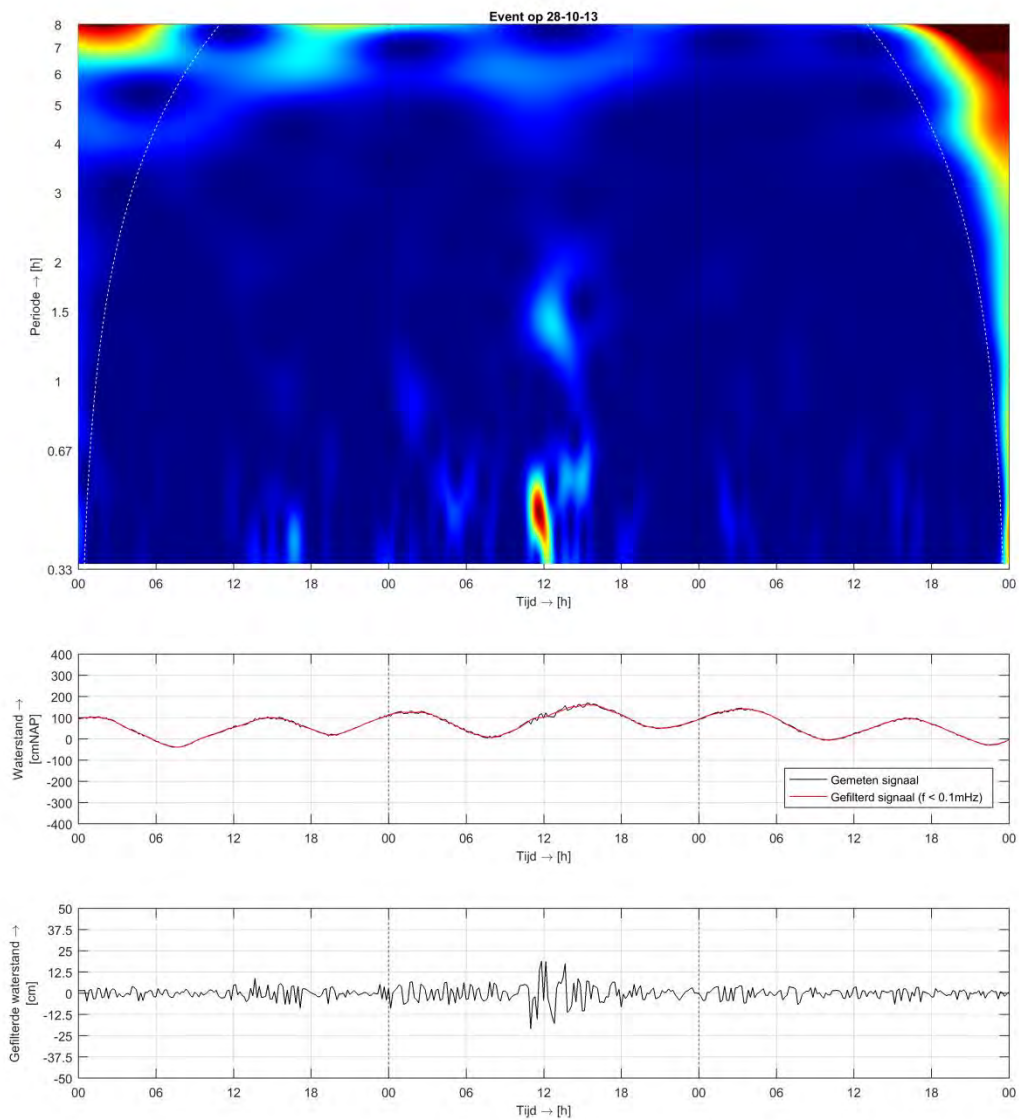 Event op 28-10-13
8
7
6
5
4
3
2
1.5
1
0.67
0.33
Periode → [h]
00 06 12 18 00 06 12 18 00 06 12 18 00
Tijd → [h]
400
300
200
100
0
-100
-200
-300
-400
Waterstand →
[cmNAP]
Gemeten signaal
Gefilterd signaal (f < 0.1mHz)
00 06 12 18 00 06 12 18 00 06 12 18 00
Tijd → [h]
50
37.5
25
12.5
0
-12.5
-25
-37.5
-50
Gefilterde waterstand →
[cm]
00 06 12 18 00 06 12 18 00 06 12 18 00
Tijd → [h]